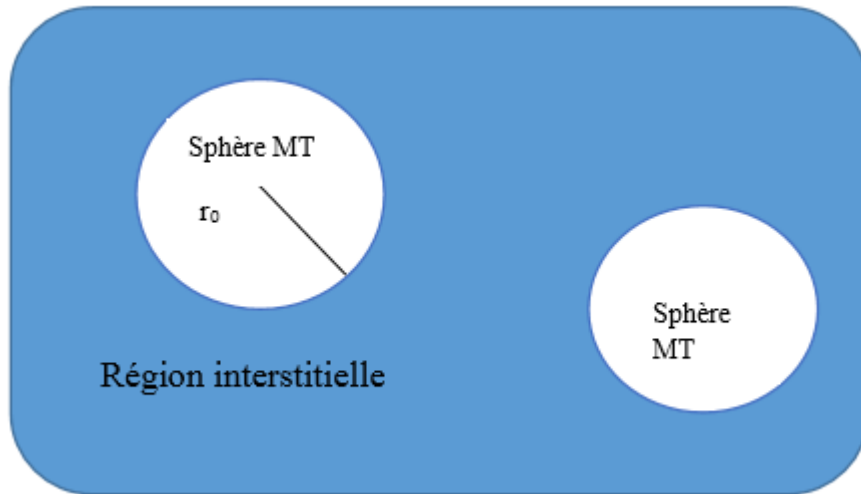 Sphère MT
r₀
Sphère
MT
Région interstitielle